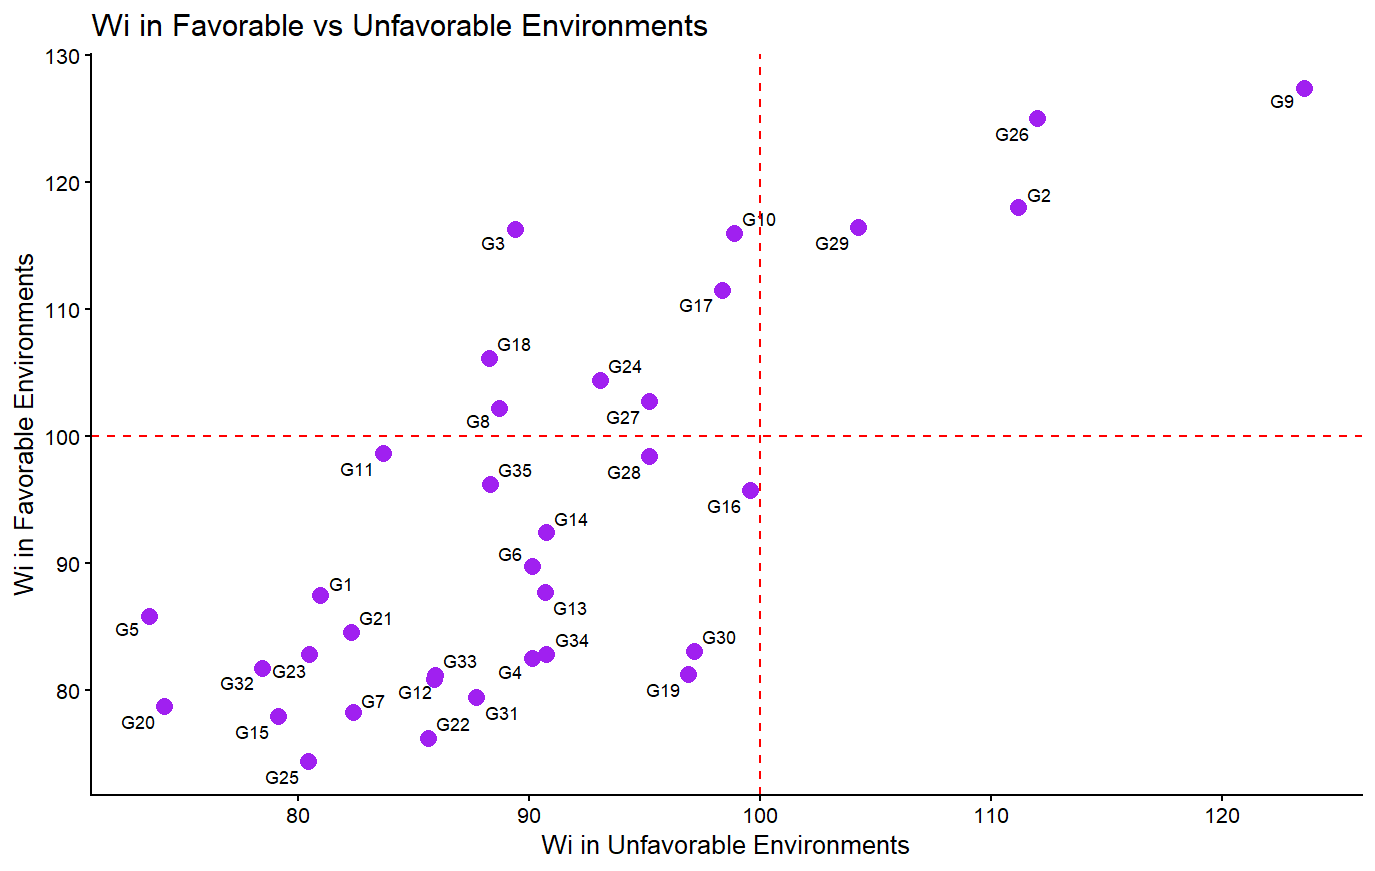 Wi in Favorable vs Unfavorable Environments
130
G9
G26
120
G2
G10
G3
G29
Wi in Favorable Environments
110
G17
G18
G24
G27
G8
100
G11
G35
G28
G16
G14
90
G6
G1
G13
G5
G21
G34
G30
G33
G23
G4
G32
G12
G19
80
G7
G31
G20
G22
G15
G25
80
90
100
110
120
Wi in Unfavorable Environments